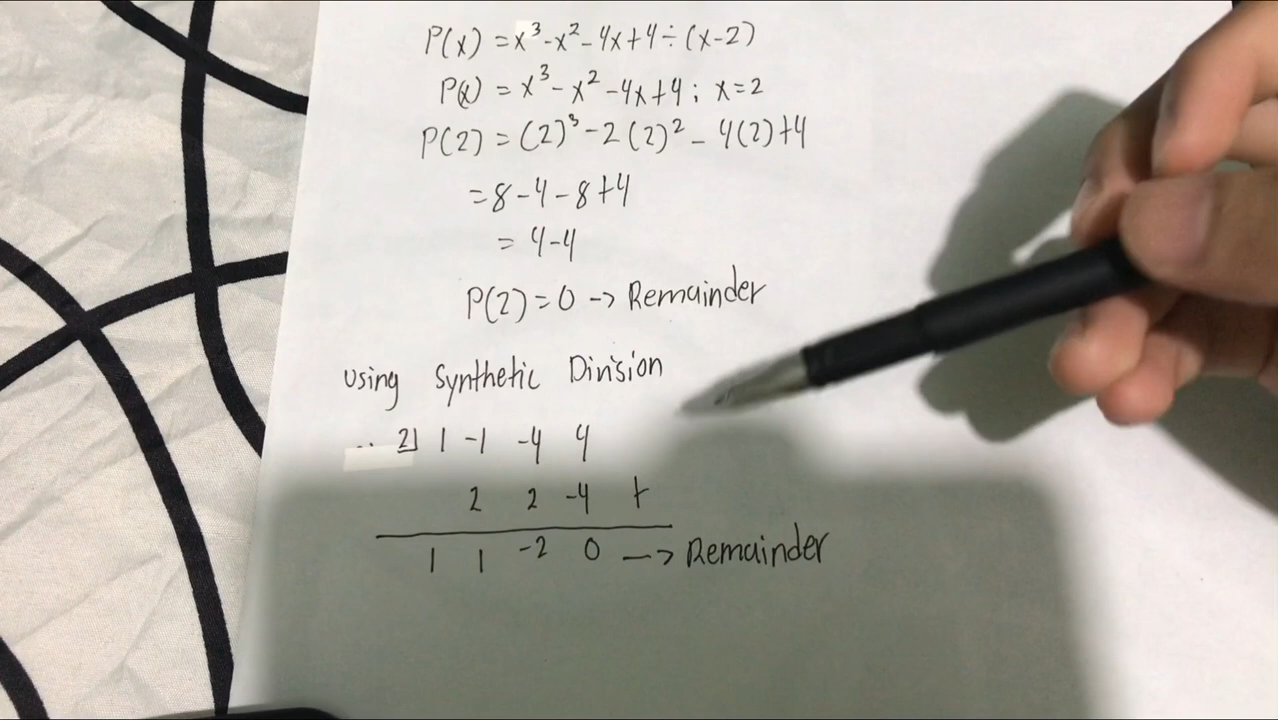 P(x) = x³-x²-4x+4÷(x-2)
P(x) = x³-x²-4x+4; x=2
P(2) = (2)³-2(2)²-4(2)+4
=8-4-8+4
= 4-4
P(2)=0 -> Remainder
Using Synthetic Division
2| 1 -1 -4 4
2 2 -4 +
1 1 -2 0 -> Remainder